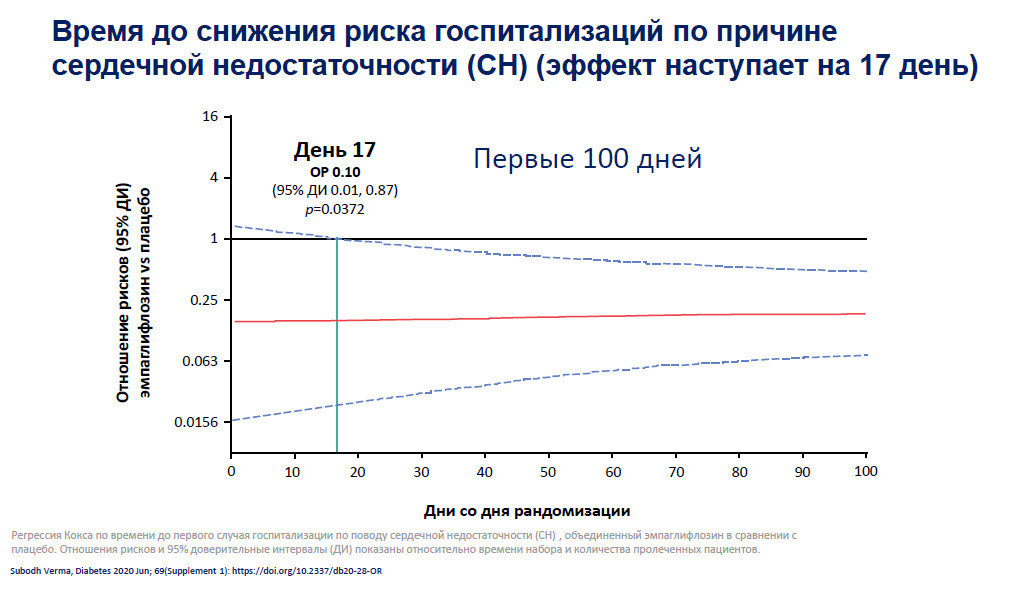 Время до снижения риска госпитализаций по причине
сердечной недостаточности (СН) (эффект наступает на 17 день)
16
4
1
0.25
0.063
0.0156
Отношение рисков (95% ДИ)
эмпаглифлозин vs плацебо
День 17
ОР 0.10
(95% ДИ 0.01, 0.87)
p=0.0372
Первые 100 дней
0 10 20 30 40 50 60 70 80 90 100
Дни со дня рандомизации
Регрессия Кокса по времени до первого случая госпитализации по поводу сердечной недостаточности (СН) , объединенный эмпаглифлозин в сравнении с
плацебо. Отношения рисков и 95% доверительные интервалы (ДИ) показаны относительно времени набора и количества пролеченных пациентов.
Subodh Verma, Diabetes 2020 Jun; 69(Supplement 1): https://doi.org/10.2337/db20-28-OR